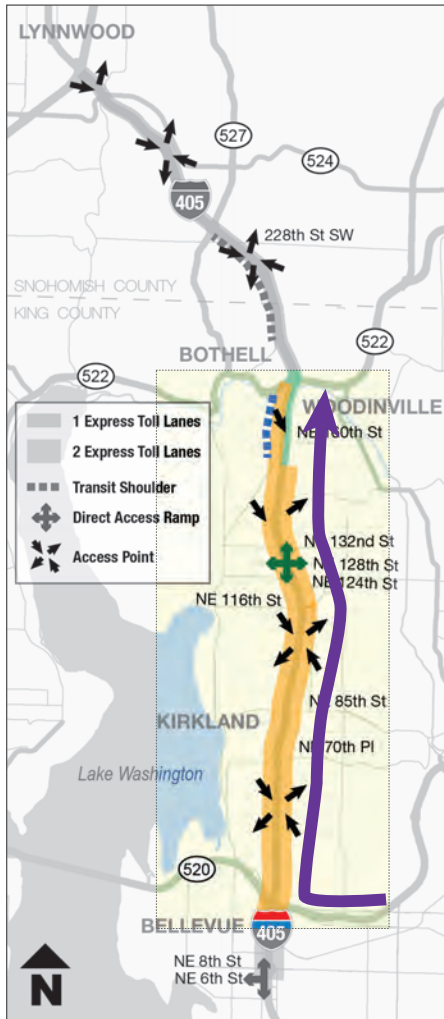 LYNNWOOD
527
524
405
228th St SW
SNOHOMISH COUNTY
KING COUNTY
BOTHELL
522
522
WOODINVILLE
1 Express Toll Lanes
2 Express Toll Lanes
Transit Shoulder
Direct Access Ramp
Access Point
NE 60th St
NE 132nd St
NE 128th St
NE 124th St
NE 116th St
NE 85th St
KIRKLAND
NE 70th Pl
Lake Washington
520
BELLEVUE
405
NE 8th St
NE 6th St
N